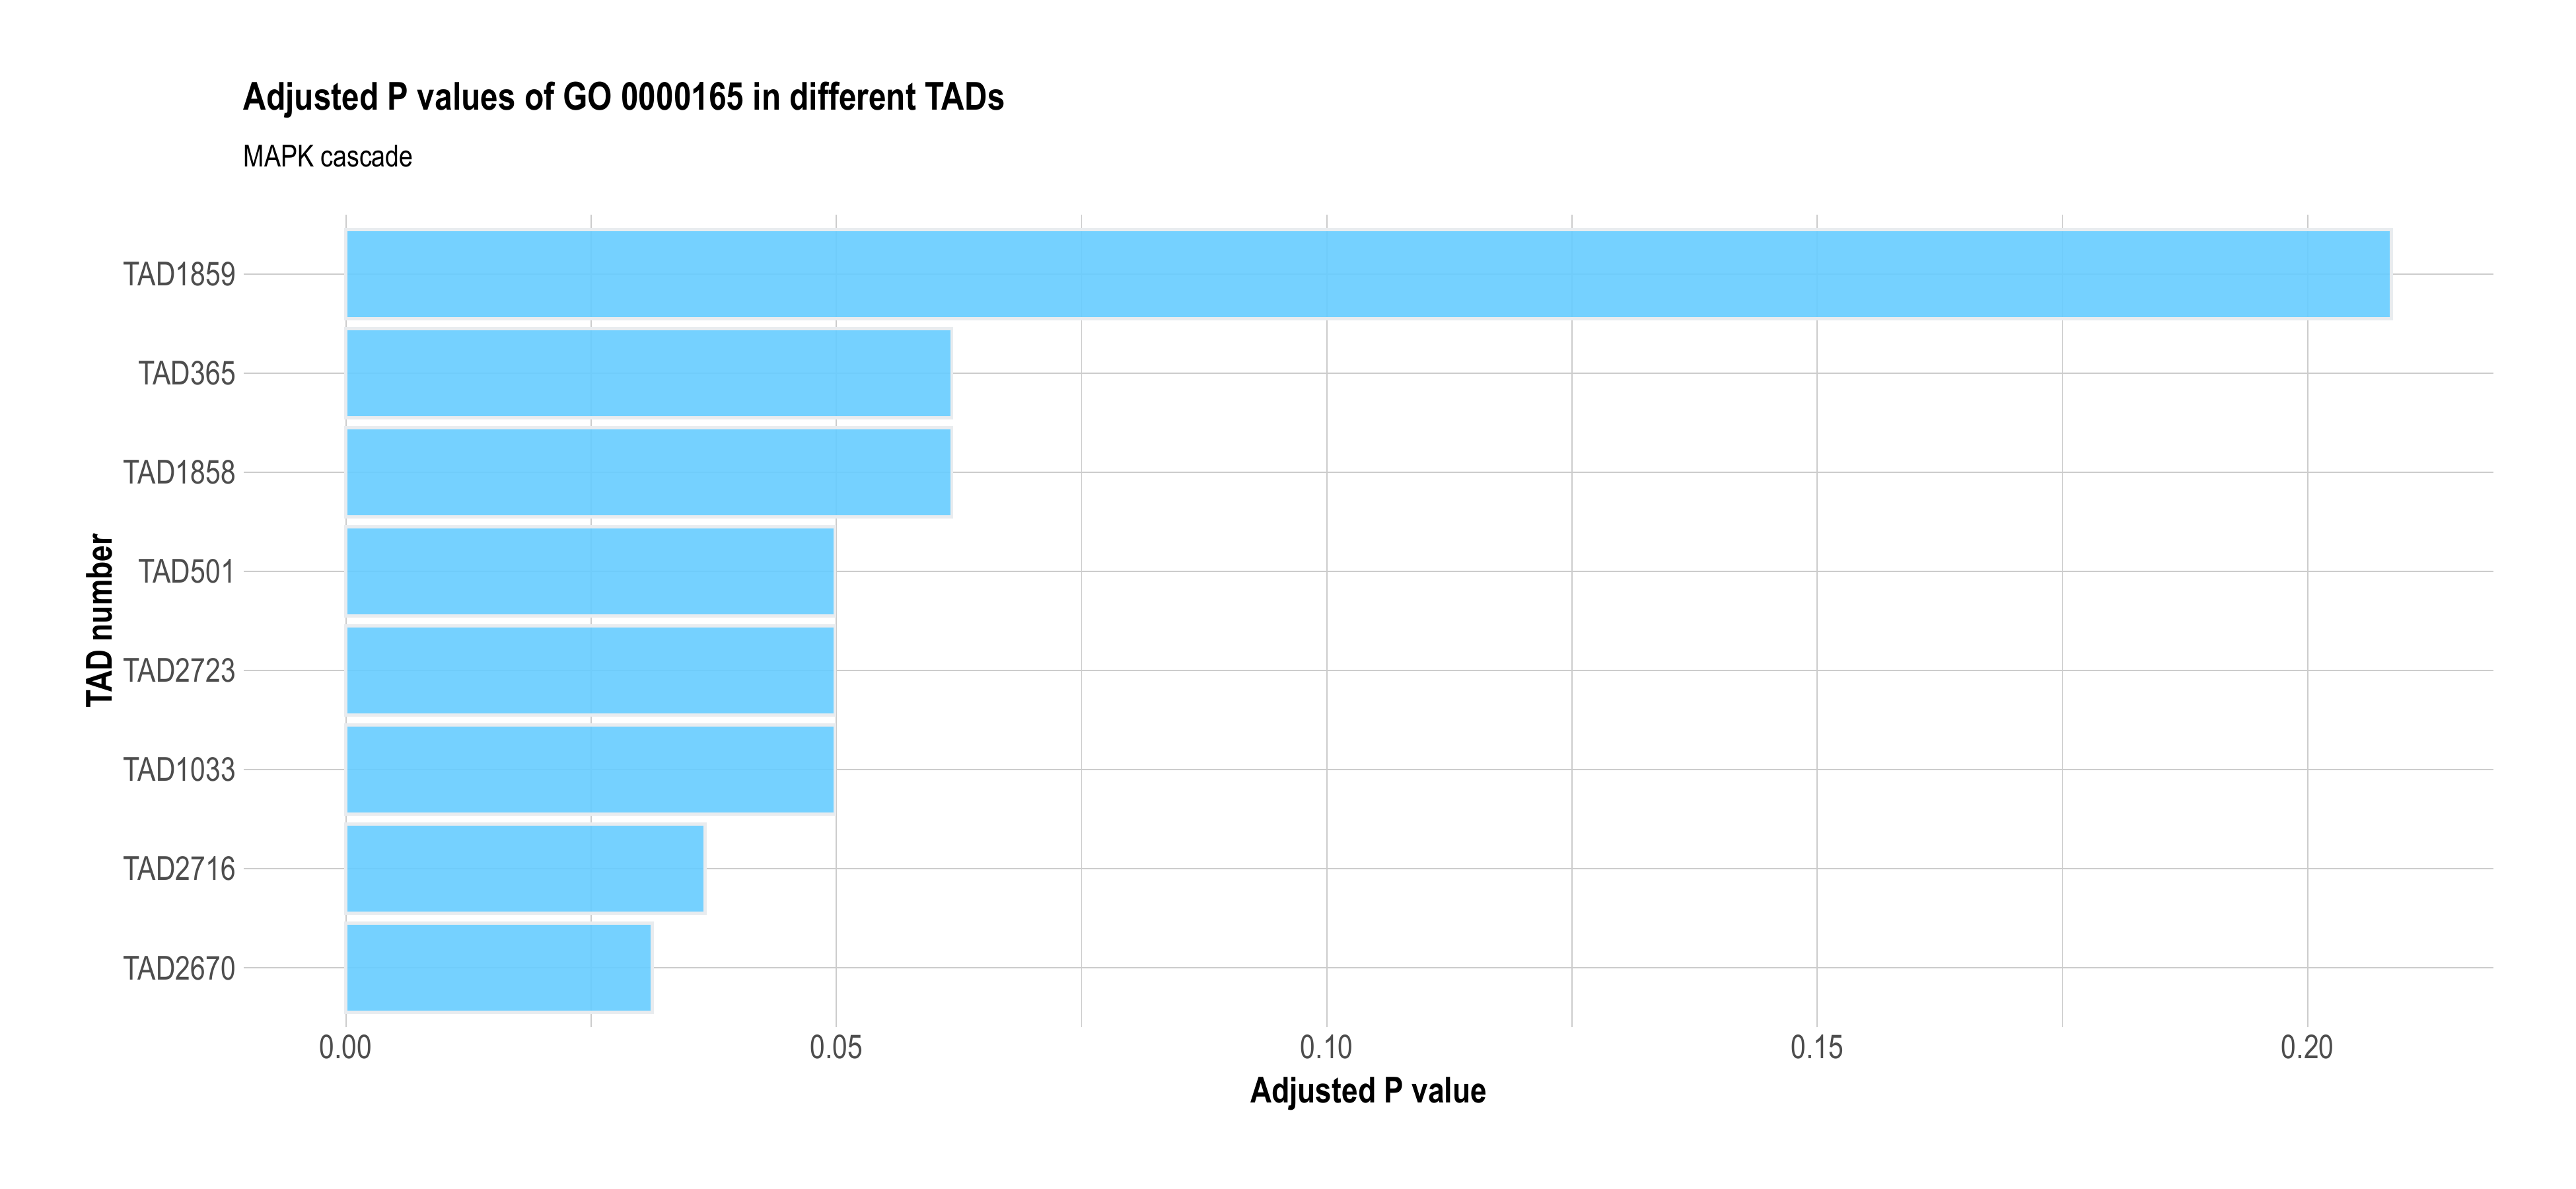 Adjusted P values of GO 0000165 in different TADs
MAPK cascade
TAD number
TAD1859
TAD365
TAD1858
TAD501
TAD2723
TAD1033
TAD2716
TAD2670
0.00 0.05 0.10 0.15 0.20
Adjusted P value